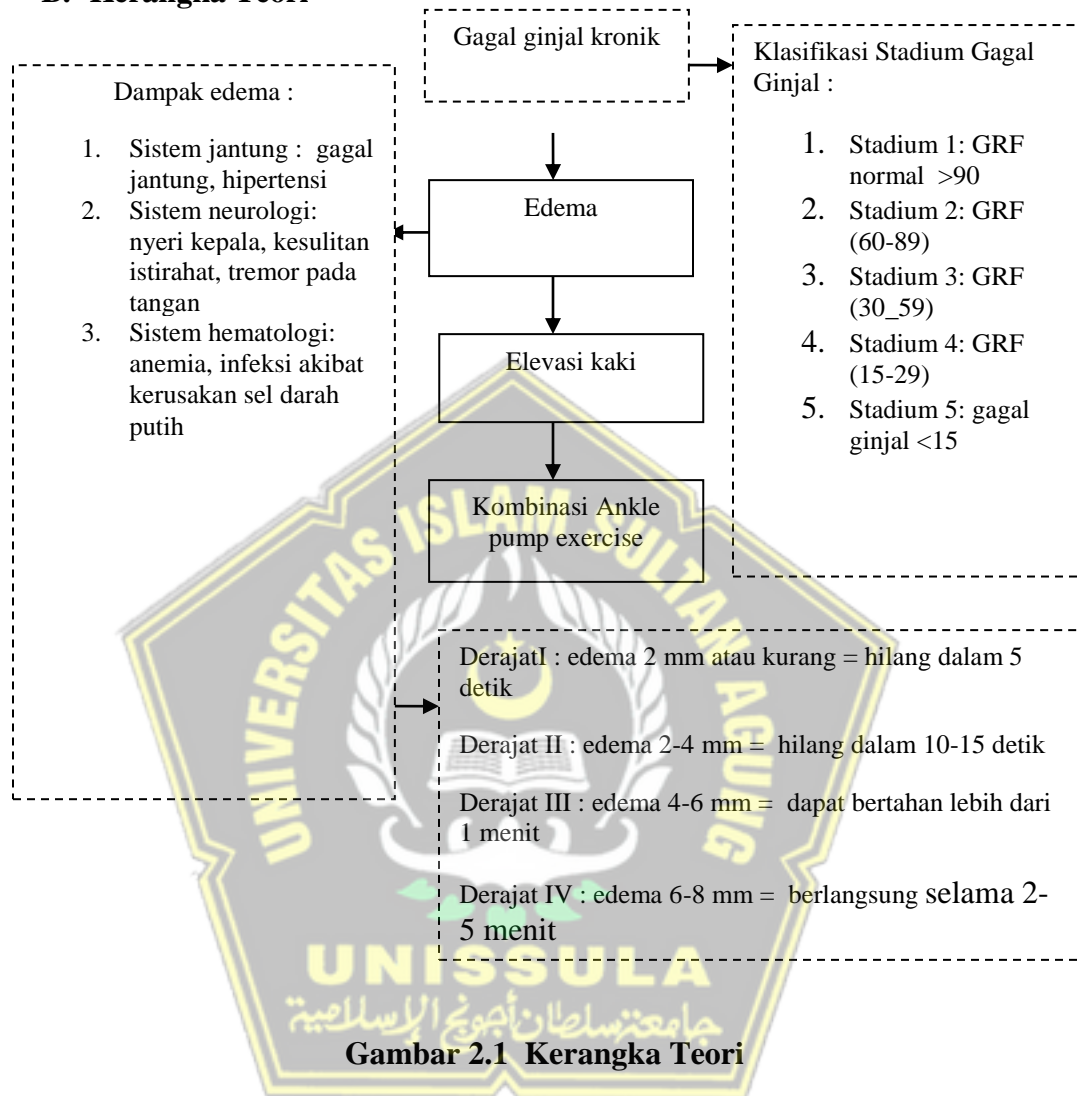 B. Kerangka Teori
Gagal ginjal kronik
Klasifikasi Stadium Gagal
Ginjal :
1. Stadium 1: GRF
normal >90
2. Stadium 2: GRF
(60-89)
3. Stadium 3: GRF
(30_59)
4. Stadium 4: GRF
(15-29)
5. Stadium 5: gagal
ginjal <15
Dampak edema :
1. Sistem jantung : gagal
jantung, hipertensi
2. Sistem neurologi:
nyeri kepala, kesulitan
istirahat, tremor pada
tangan
3. Sistem hematologi:
anemia, infeksi akibat
kerusakan sel darah
putih
Edema
Elevasi kaki
Kombinasi Ankle
pump exercise
DerajatI : edema 2 mm atau kurang = hilang dalam 5
detik
Derajat II : edema 2-4 mm = hilang dalam 10-15 detik
Derajat III : edema 4-6 mm = dapat bertahan lebih dari
1 menit
Derajat IV : edema 6-8 mm = berlangsung selama 2-
5 menit
UNIVERSITAS ISLAM SULTAN AGUNG
UNISSULA
جامعة سلطان أجونج الإسلامية
Gambar 2.1 Kerangka Teori